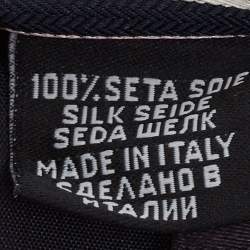 100% SETA SOIE
SILK SEIDE
SEDA ШЕЛК
MADE IN ITALY
СДЕЛАНО В
ИТАЛИИ